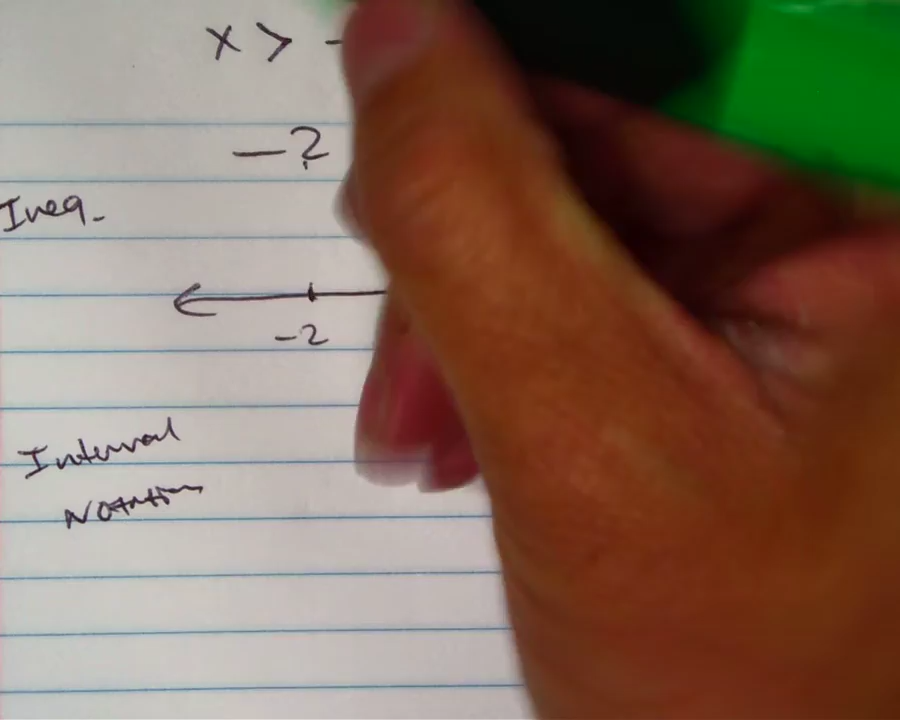 x > -
-2
Ineq.
-2
Interval
Notation